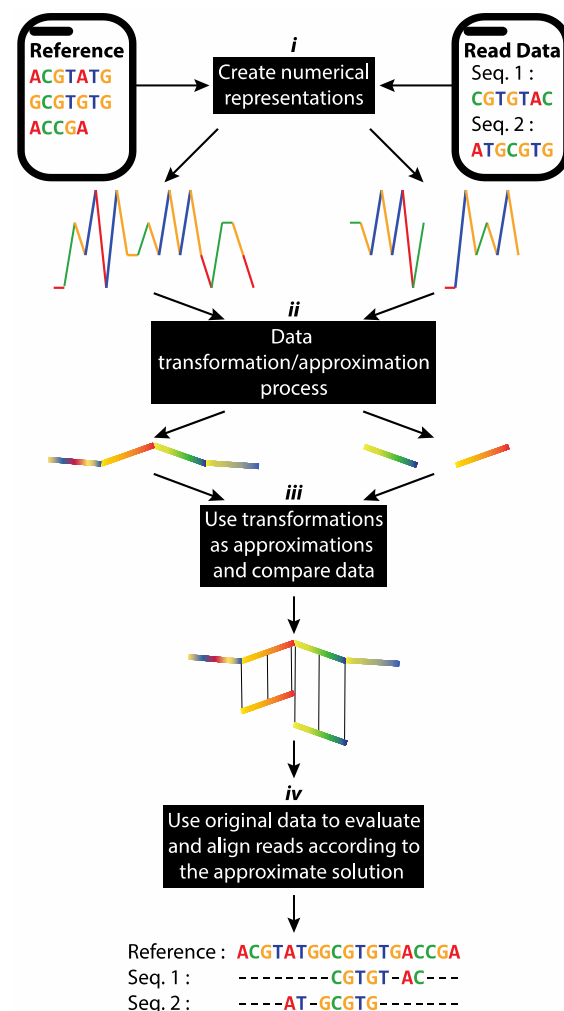 Reference
ACGTATG
GCGTGTG
ACCGA
i
Create numerical
representations
Read Data
Seq. 1 :
CGTGTAC
Seq. 2 :
ATGCGTG
ii
Data
transformation/approximation
process
iii
Use transformations
as approximations
and compare data
iv
Use original data to evaluate
and align reads according to
the approximate solution
Reference : ACGTATGGCGTGTGACCGA
Seq. 1 : --------CGTGT-AC---
Seq. 2 : ----AT-GCGTG-------